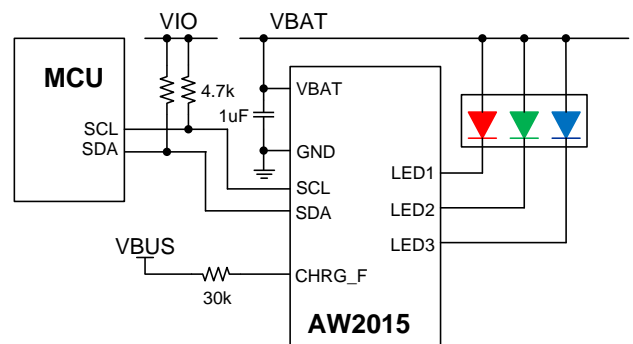 VIO
VBAT
MCU
4.7k
VBAT
1uF
SCL
SDA
GND
LED1
SCL
SDA
LED2
LED3
VBUS
CHRG_F
30k
AW2015